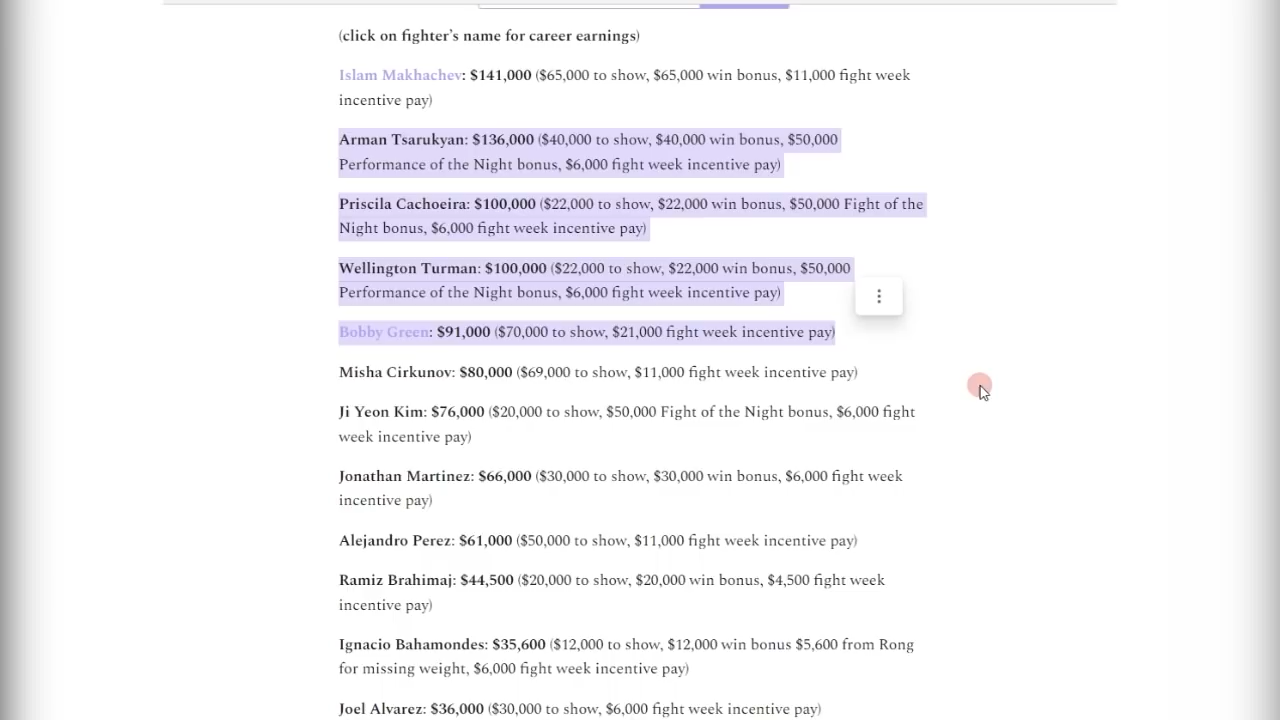 (click on fighter's name for career earnings)
Islam Makhachev: $141,000 ($65,000 to show, $65,000 win bonus, $11,000 fight week
incentive pay)
Arman Tsarukyan: $136,000 ($40,000 to show, $40,000 win bonus, $50,000
Performance of the Night bonus, $6,000 fight week incentive pay)
Priscila Cachoeira: $100,000 ($22,000 to show, $22,000 win bonus, $50,000 Fight of the
Night bonus, $6,000 fight week incentive pay)
Wellington Turman: $100,000 ($22,000 to show, $22,000 win bonus, $50,000
Performance of the Night bonus, $6,000 fight week incentive pay)
Bobby Green: $91,000 ($70,000 to show, $21,000 fight week incentive pay)
Misha Cirkunov: $80,000 ($69,000 to show, $11,000 fight week incentive pay)
Ji Yeon Kim: $76,000 ($20,000 to show, $50,000 Fight of the Night bonus, $6,000 fight
week incentive pay)
Jonathan Martinez: $66,000 ($30,000 to show, $30,000 win bonus, $6,000 fight week
incentive pay)
Alejandro Perez: $61,000 ($50,000 to show, $11,000 fight week incentive pay)
Ramiz Brahimaj: $44,500 ($20,000 to show, $20,000 win bonus, $4,500 fight week
incentive pay)
Ignacio Bahamondes: $35,600 ($12,000 to show, $12,000 win bonus $5,600 from Rong
for missing weight, $6,000 fight week incentive pay)
Joel Alvarez: $36,000 ($30,000 to show, $6,000 fight week incentive pay)